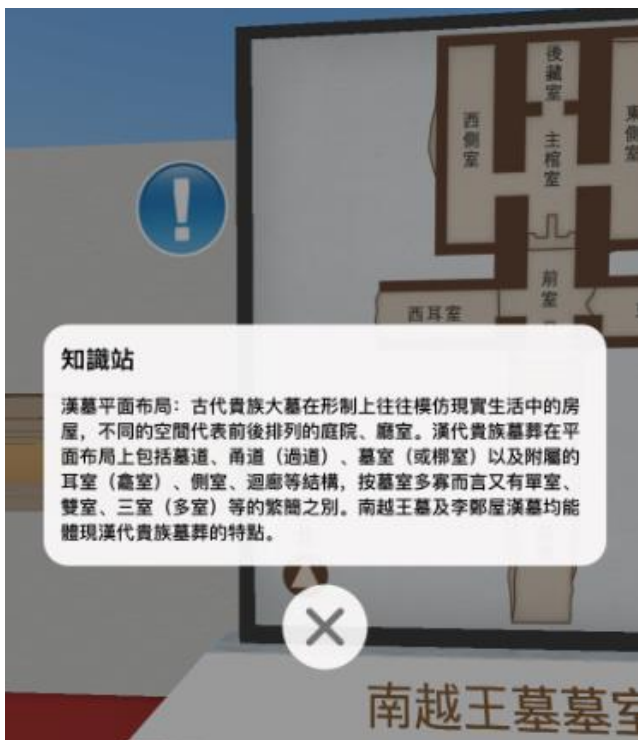 後藏室
西側室
主棺室
東側室
前室
西耳室
知識站
漢墓平面布局：古代貴族大墓在形制上往往模仿現實生活中的房
屋，不同的空間代表前後排列的庭院、廳室。漢代貴族墓葬在平
面布局上包括墓道、甬道（過道）、墓室（或槨室）以及附屬的
耳室（龕室）、側室、迴廊等結構，按墓室多寡而言又有單室、
雙室、三室（多室）等的繁簡之別。南越王墓及李鄭屋漢墓均能
體現漢代貴族墓葬的特點。
南越王墓墓室